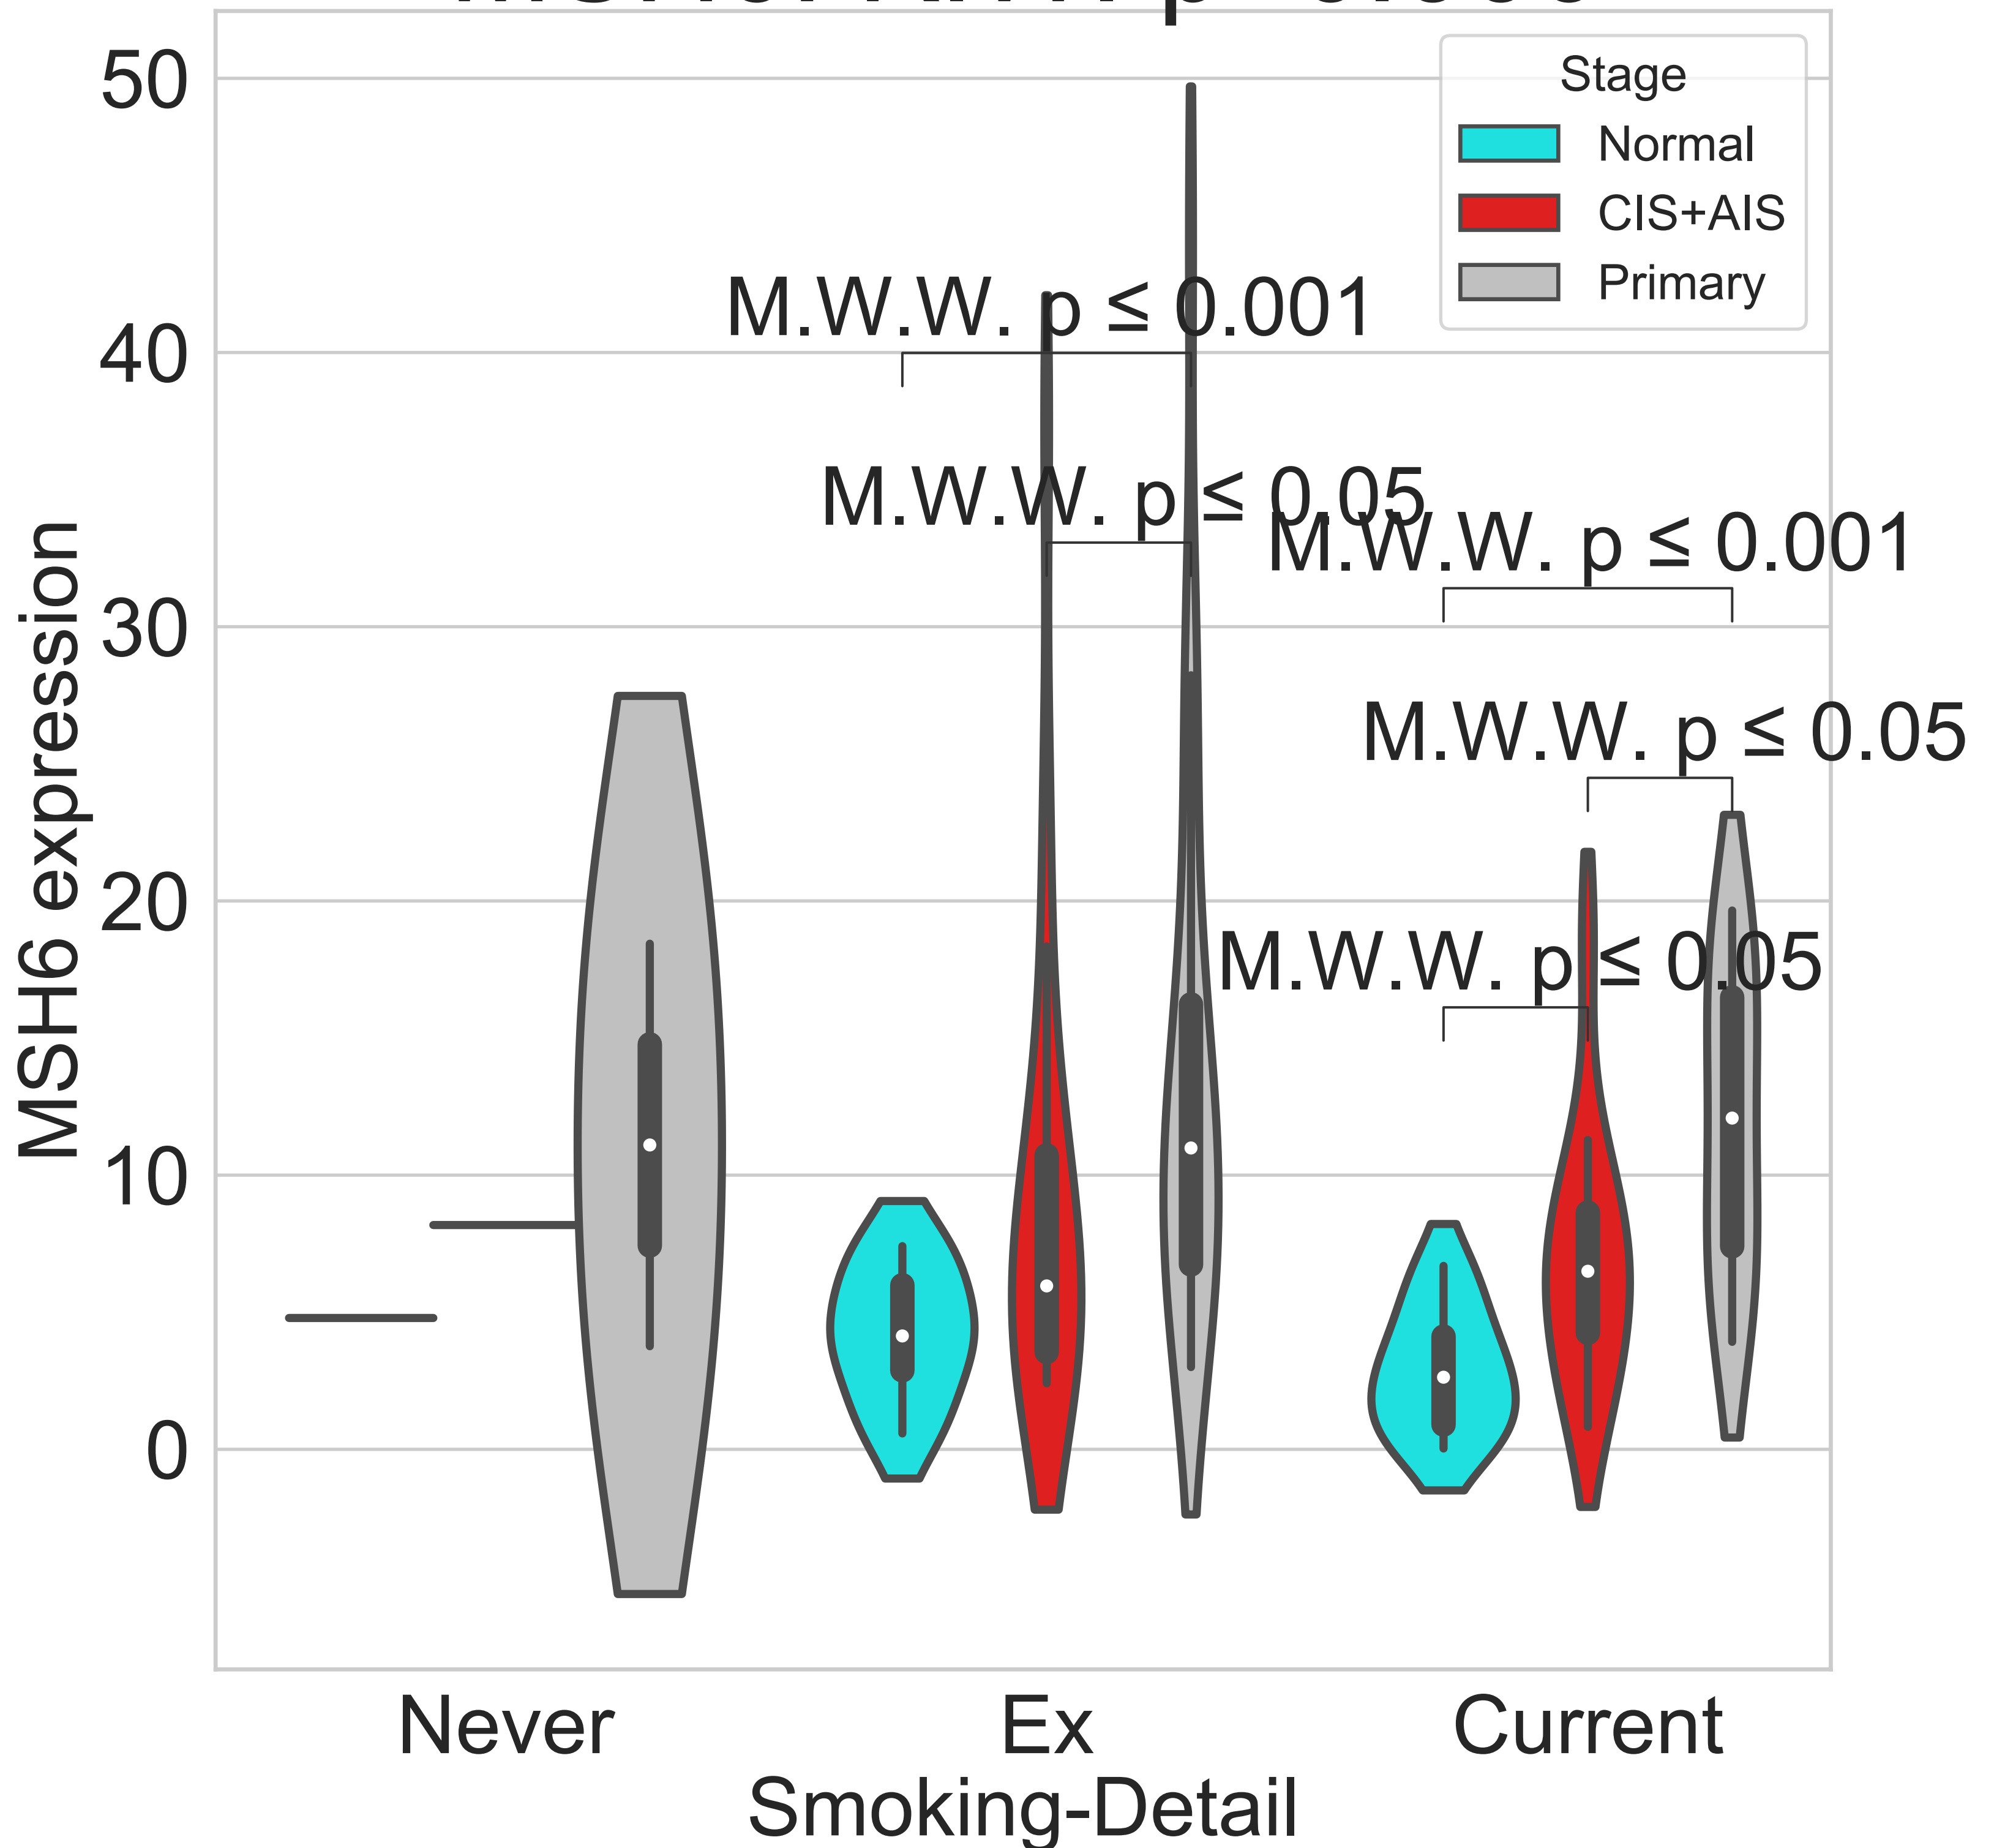 50
40
30
20
10
0
MSH6 expression
Stage
Normal
CIS+AIS
Primary
M.W.W. p ≤ 0.001
M.W.W. p ≤ 0.05
M.W.W. p ≤ 0.001
M.W.W. p ≤ 0.05
M.W.W. p ≤ 0.05
Never
Ex
Current
Smoking-Detail